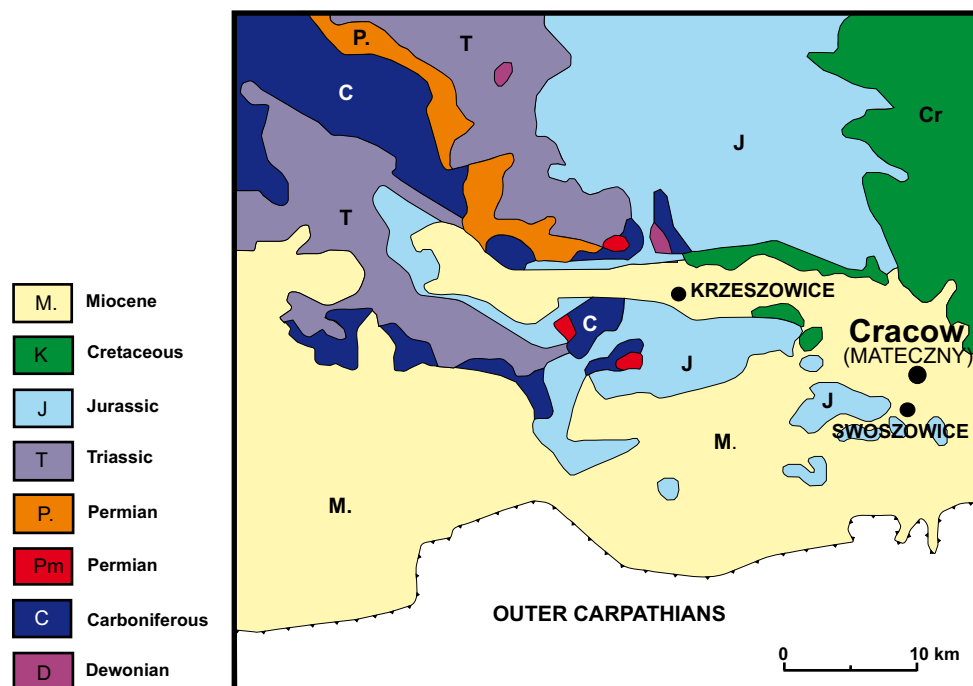 M. Miocene
K Cretaceous
J Jurassic
T Triassic
P. Permian
Pm Permian
C Carboniferous
D Dewonian
P.
T
C
Cr
J
T
KRZESZOWICE
C
Cracow
(MATECZNY)
J
J
SWOSZOWICE
M.
M.
OUTER CARPATHIANS
0 10 km